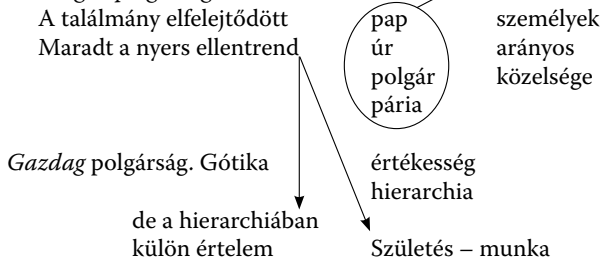 A találmány elfelejtődött pap személyek
Maradt a nyers ellentrend úr arányos
polgár közelsége
pária
Gazdag polgárság. Gótika értékesség
hierarchia
de a hierarchiában
külön értelem Születés – munka